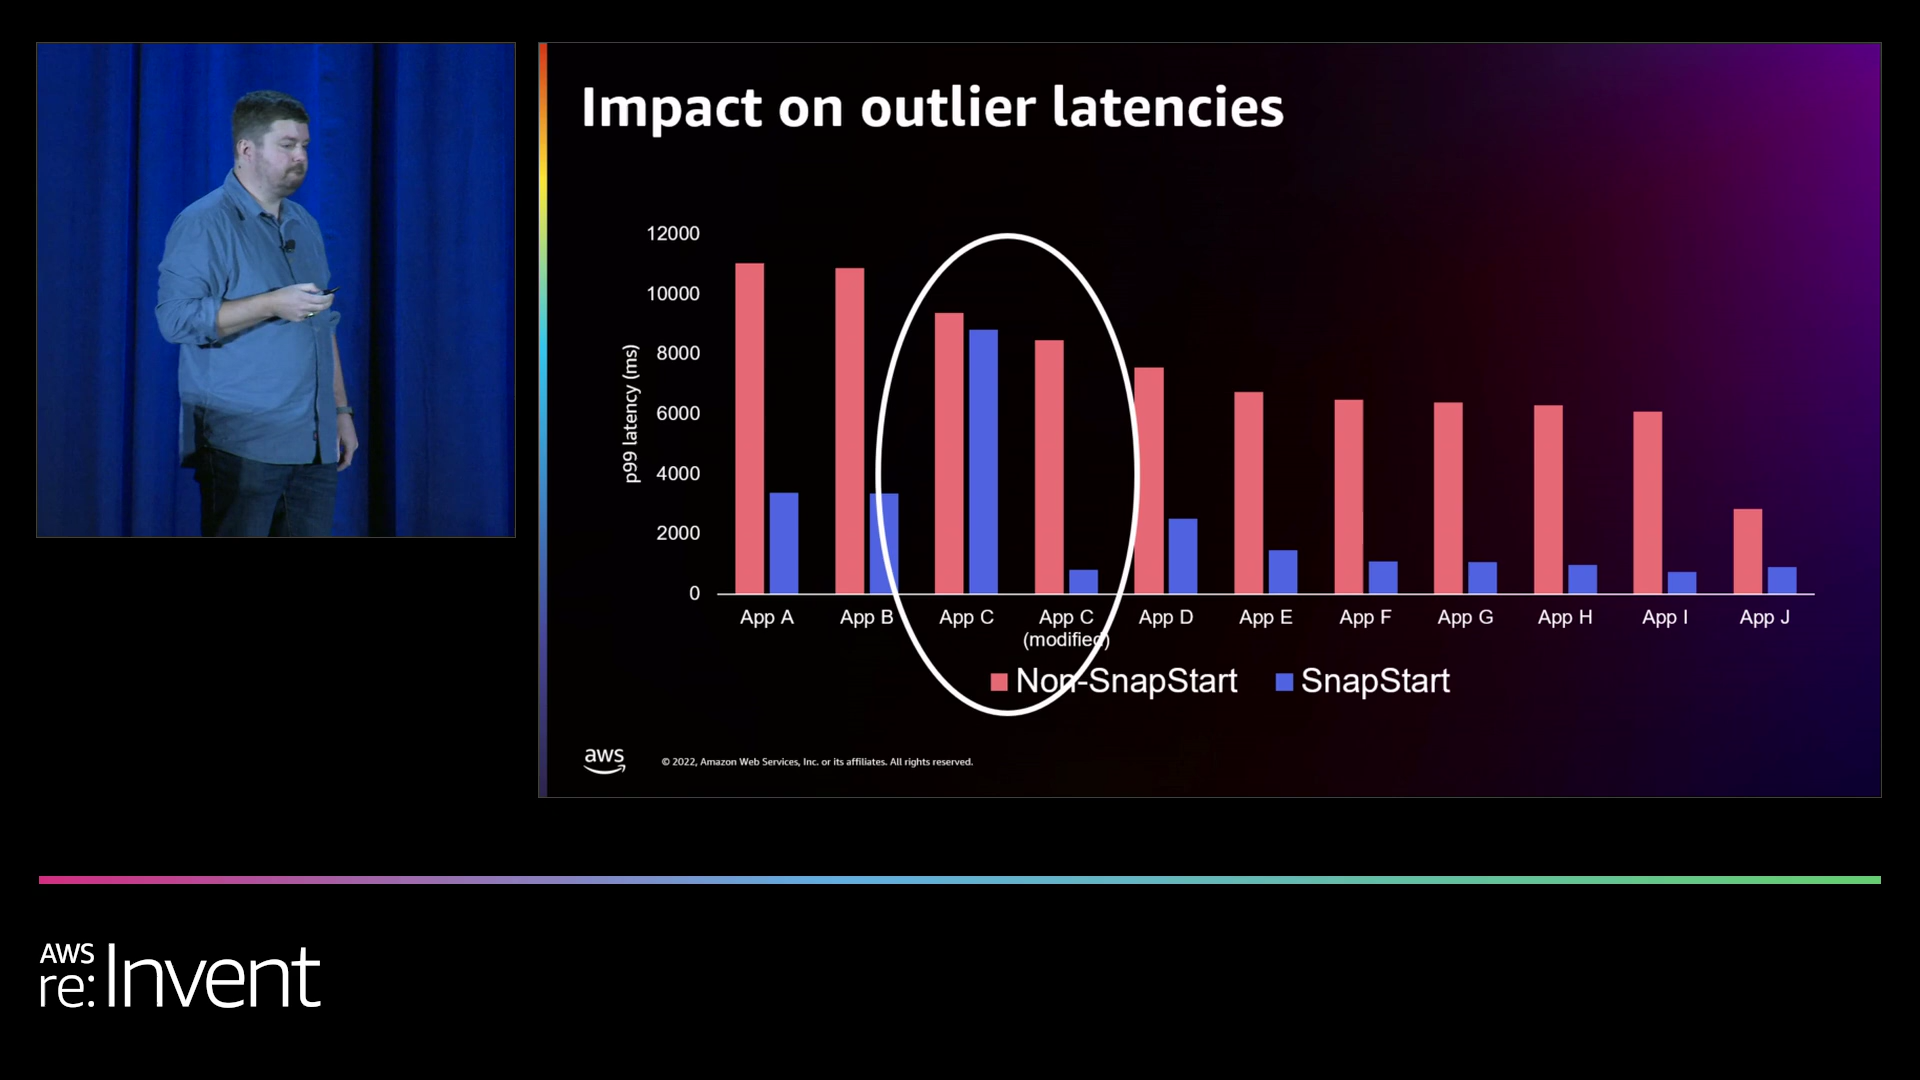 Impact on outlier latencies
12000
10000
8000
6000
4000
2000
0
p99 latency (ms)
App A
App B
App C
App C
(modified)
App D
App E
App F
App G
App H
App I
App J
Non-SnapStart
SnapStart
aws
© 2022, Amazon Web Services, Inc. or its affiliates. All rights reserved.
AWS
re:Invent